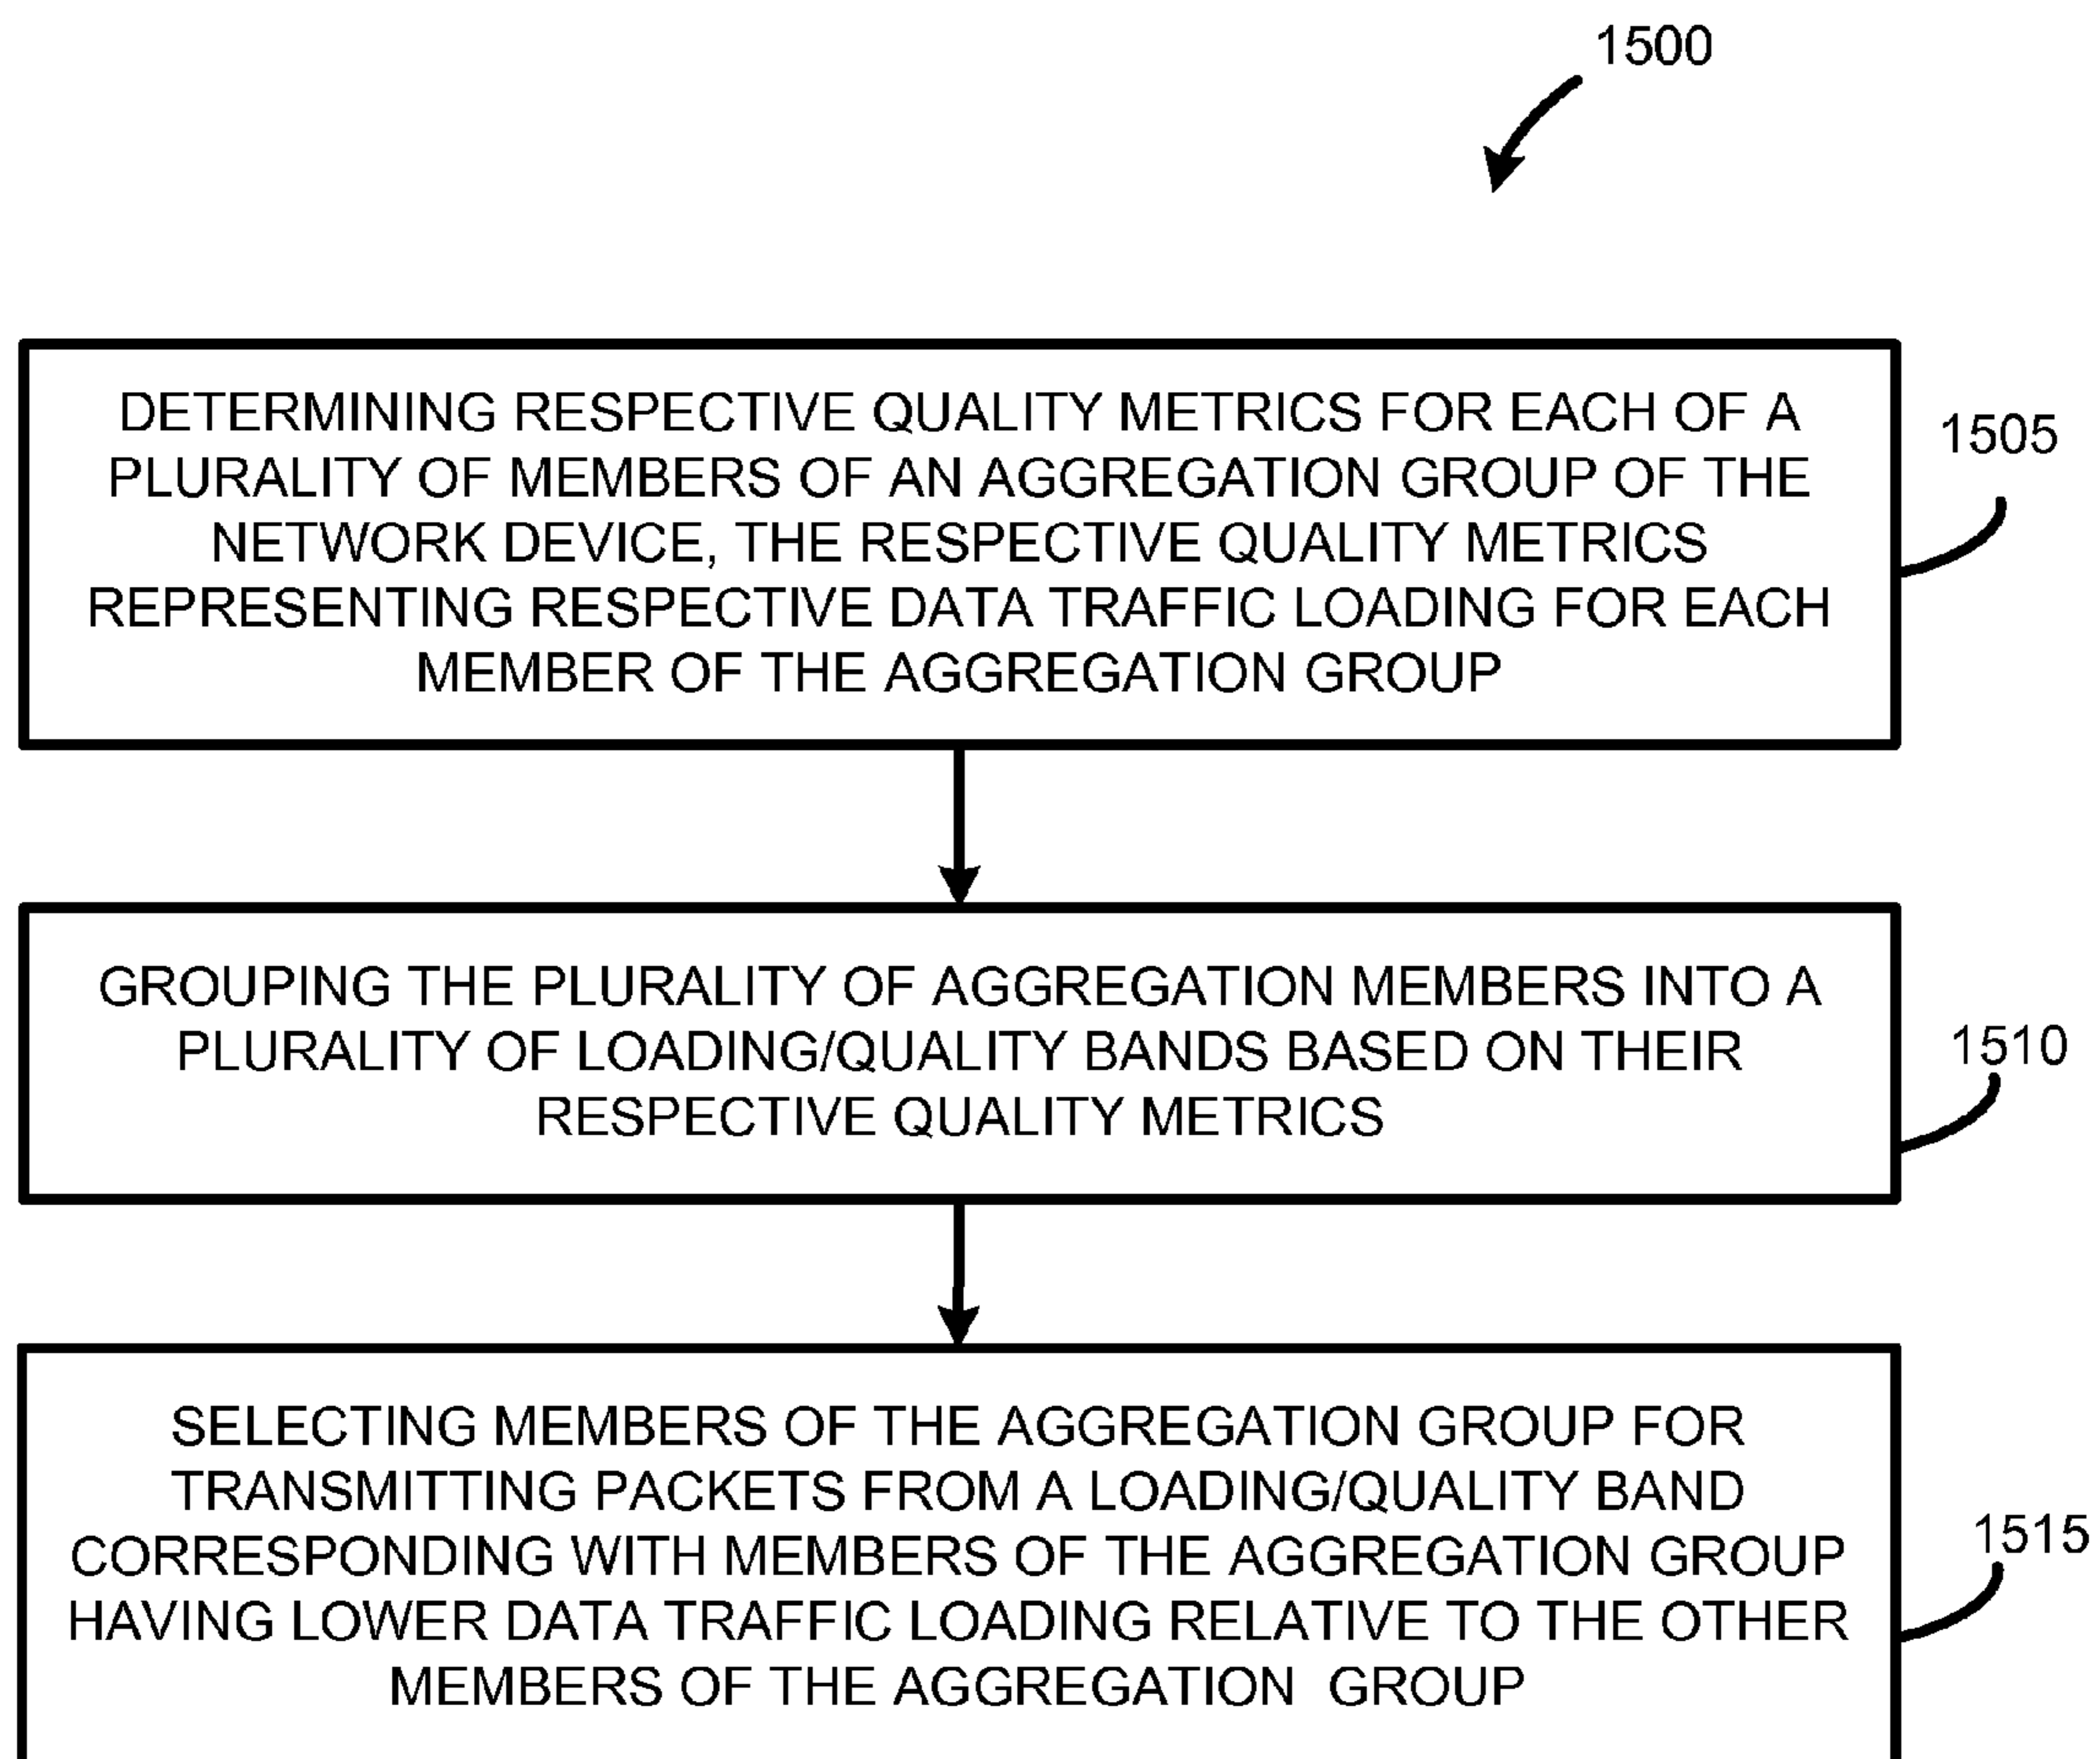 1500
DETERMINING RESPECTIVE QUALITY METRICS FOR EACH OF A
PLURALITY OF MEMBERS OF AN AGGREGATION GROUP OF THE
NETWORK DEVICE, THE RESPECTIVE QUALITY METRICS
REPRESENTING RESPECTIVE DATA TRAFFIC LOADING FOR EACH
MEMBER OF THE AGGREGATION GROUP
1505
GROUPING THE PLURALITY OF AGGREGATION MEMBERS INTO A
PLURALITY OF LOADING/QUALITY BANDS BASED ON THEIR
RESPECTIVE QUALITY METRICS
1510
SELECTING MEMBERS OF THE AGGREGATION GROUP FOR
TRANSMITTING PACKETS FROM A LOADING/QUALITY BAND
CORRESPONDING WITH MEMBERS OF THE AGGREGATION GROUP
HAVING LOWER DATA TRAFFIC LOADING RELATIVE TO THE OTHER
MEMBERS OF THE AGGREGATION GROUP
1515